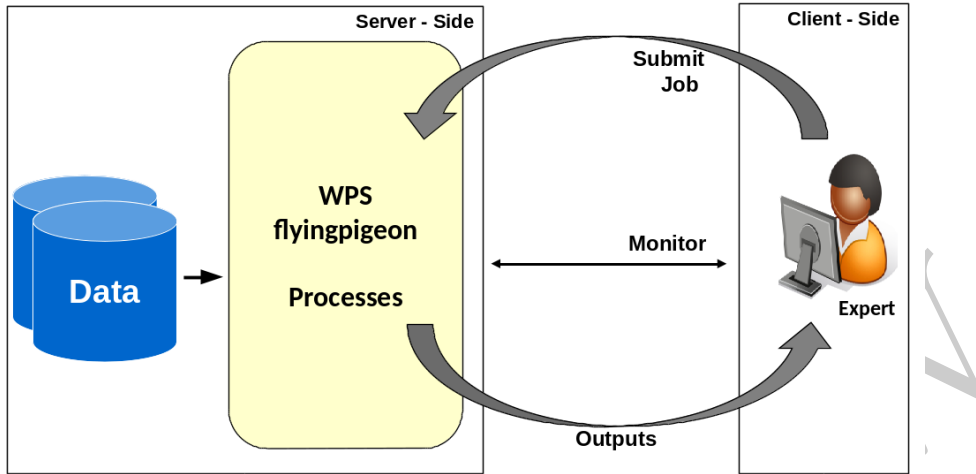 Server - Side
Client - Side
Submit
Job
WPS
flyingpigeon
Monitor
Data
Processes
Expert
Outputs